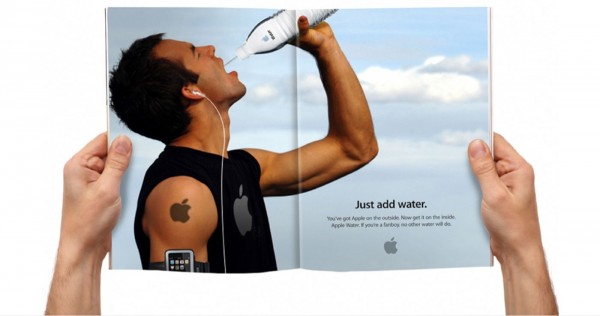 Just add water.
You've got Apple on the outside. Now get it on the inside.
Apple Water. If you're a fanboy, no other water will do.